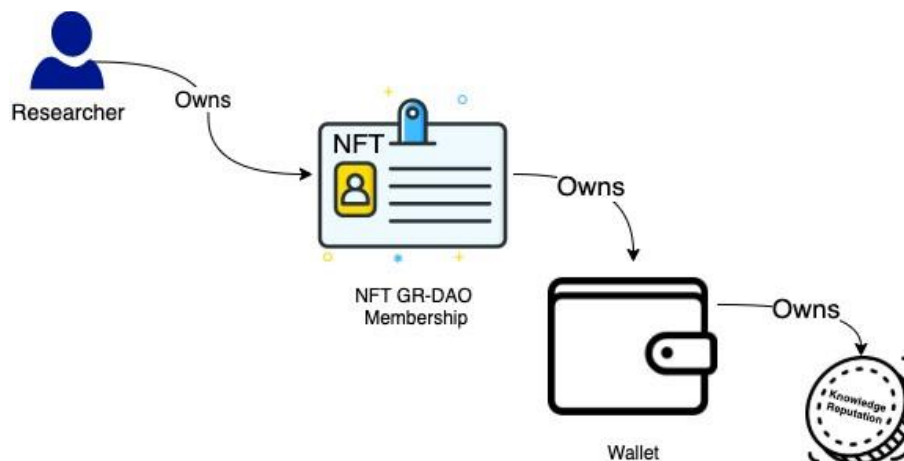 Researcher
Owns
NFT
NFT GR-DAO
Membership
Owns
Wallet
Owns
Knowledge
Reputation